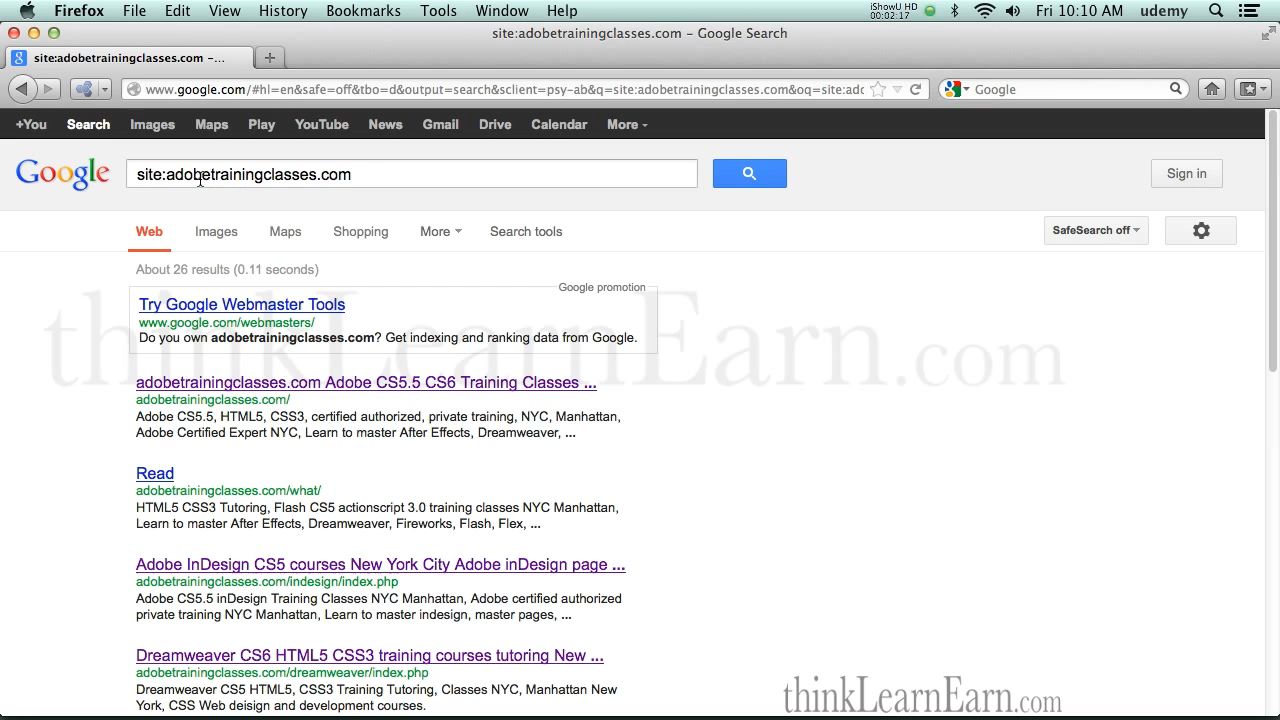 Firefox File Edit View History Bookmarks Tools Window Help iShowU HD 00:02:17 Fri 10:10 AM udemy
site:adobetrainingclasses.com – Google Search
site:adobetrainingclasses.com –...
www.google.com/#hl=en&safe=off&tbo=d&output=search&sclient=psy-ab&q=site:adobetrainingclasses.com&oq=site:adc Google
+You Search Images Maps Play YouTube News Gmail Drive Calendar More
Google site:adobetrainingclasses.com Sign in
Web Images Maps Shopping More Search tools SafeSearch off
About 26 results (0.11 seconds)
Google promotion
Try Google Webmaster Tools
www.google.com/webmasters/
Do you own adobetrainingclasses.com? Get indexing and ranking data from Google.
thinkLearnEarn.com
adobetrainingclasses.com Adobe CS5.5 CS6 Training Classes ...
adobetrainingclasses.com/
Adobe CS5.5, HTML5, CSS3, certified authorized, private training, NYC, Manhattan,
Adobe Certified Expert NYC, Learn to master After Effects, Dreamweaver, ...
Read
adobetrainingclasses.com/what/
HTML5 CSS3 Tutoring, Flash CS5 actionscript 3.0 training classes NYC Manhattan,
Learn to master After Effects, Dreamweaver, Fireworks, Flash, Flex, ...
Adobe InDesign CS5 courses New York City Adobe inDesign page ...
adobetrainingclasses.com/indesign/index.php
Adobe CS5.5 inDesign Training Classes NYC Manhattan, Adobe certified authorized
private training NYC Manhattan, Learn to master indesign, master pages, ...
Dreamweaver CS6 HTML5 CSS3 training courses tutoring New ...
adobetrainingclasses.com/dreamweaver/index.php
Dreamweaver CS5 HTML5, CSS3 Training Tutoring, Classes NYC, Manhattan New
York, CSS Web deisign and development courses.
thinkLearnEarn.com